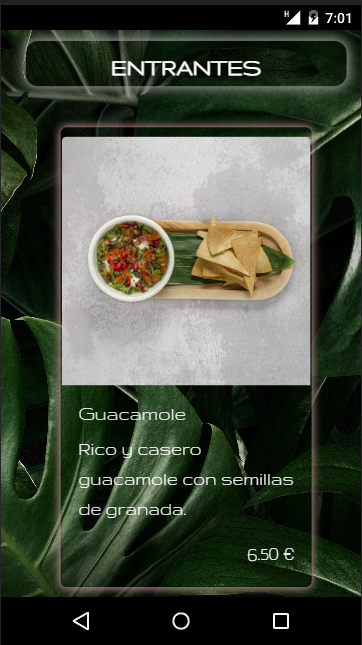 H
7:01
ENTRANTES
Guacamole
Rico y casero
guacamole con semillas
de granada.
6.50 €